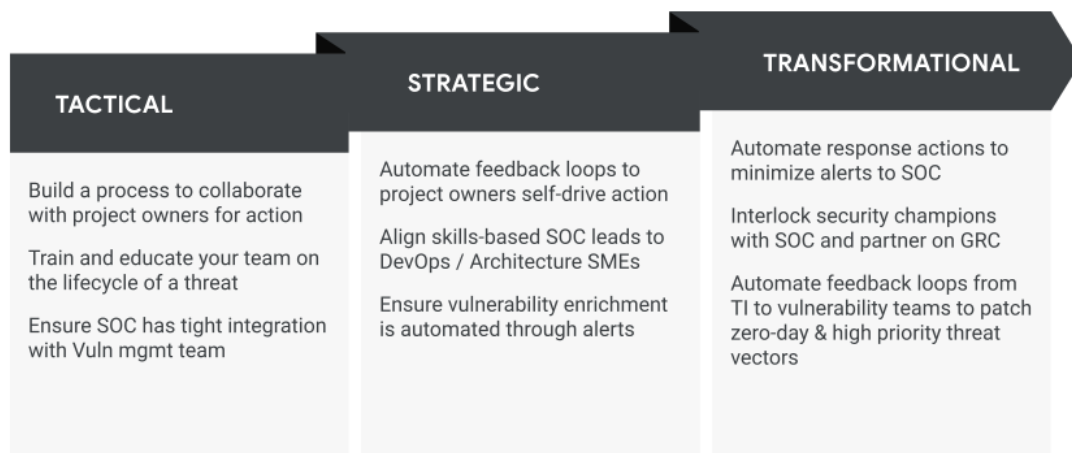 TACTICAL
Build a process to collaborate
with project owners for action
Train and educate your team on
the lifecycle of a threat
Ensure SOC has tight integration
with Vuln mgmt team
STRATEGIC
Automate feedback loops to
project owners self-drive action
Align skills-based SOC leads to
DevOps / Architecture SMEs
Ensure vulnerability enrichment
is automated through alerts
TRANSFORMATIONAL
Automate response actions to
minimize alerts to SOC
Interlock security champions
with SOC and partner on GRC
Automate feedback loops from
TI to vulnerability teams to patch
zero-day & high priority threat
vectors